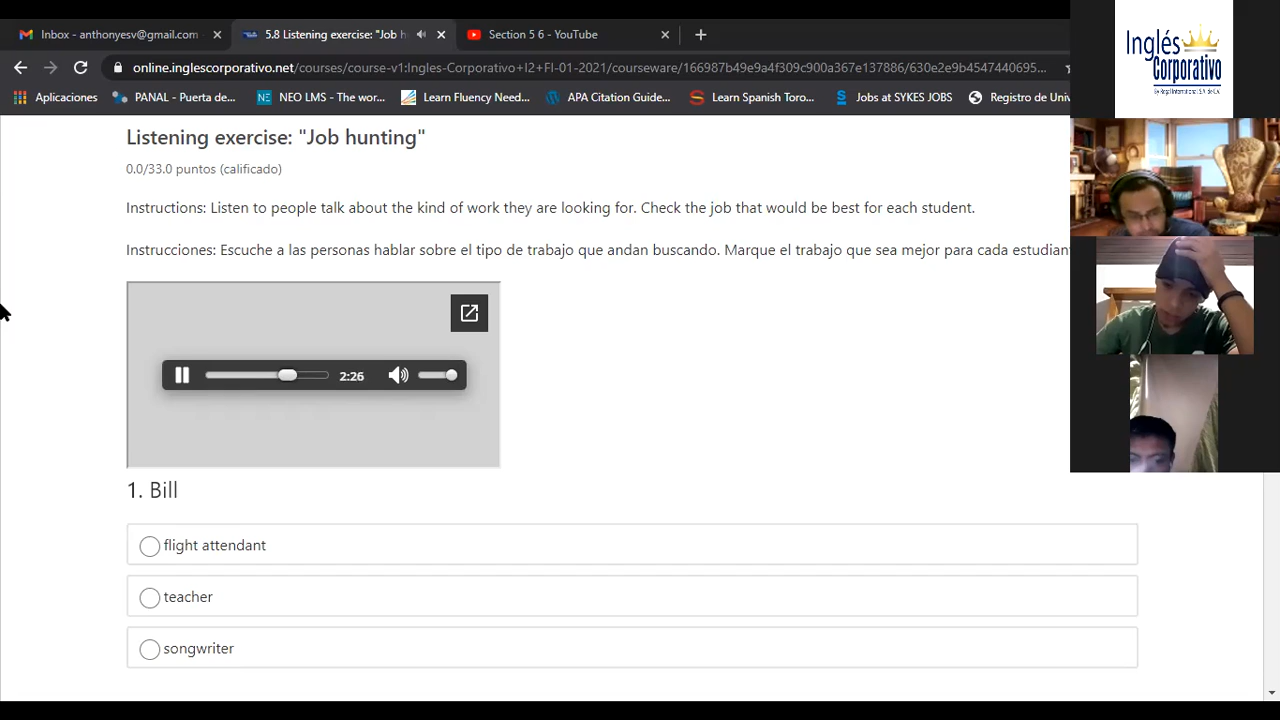 Inbox - anthonyesv@gmail.com
5.8 Listening exercise: "Job h
Section 5 6 - YouTube
online.inglescorporativo.net/courses/course-v1:Ingles-Corporativo+I2+FI-01-2021/courseware/166987b49e9a4f309c900a367e137f86/630e2e9b4547440695...
Aplicaciones
PANAL - Puerta de...
NEO LMS - The wor...
Learn Fluency Now...
APA Citation Guide...
Learn Spanish Toro...
Jobs at SYKES JOBS
Registro de Univ
Inglés
Corporativo
Listening exercise: "Job hunting"
0.0/33.0 puntos (calificado)
Instructions: Listen to people talk about the kind of work they are looking for. Check the job that would be best for each student.
Instrucciones: Escuche a las personas hablar sobre el tipo de trabajo que andan buscando. Marque el trabajo que sea mejor para cada estudiant
2:26
1. Bill
flight attendant
teacher
songwriter